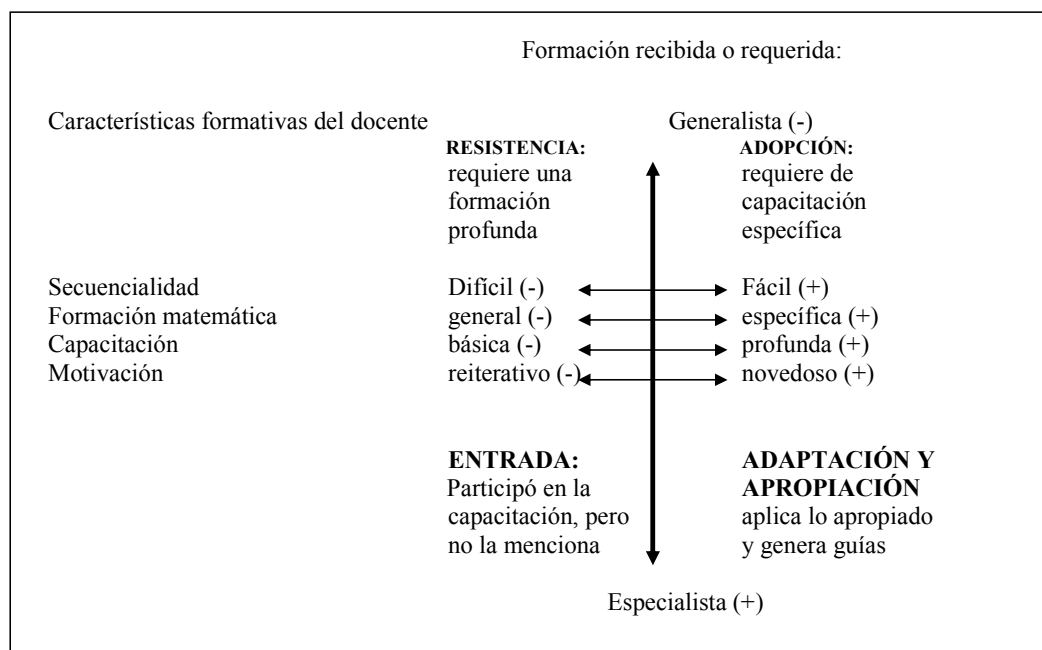 Formación recibida o requerida:
Características formativas del docente Generalista (-)
RESISTENCIA: ADOPCIÓN:
requiere una requiere de
formación capacitación
profunda específica
Secuencialidad Difícil (-) Fácil (+)
Formación matemática general (-) específica (+)
Capacitación básica (-) profunda (+)
Motivación reiterativo (-) novedoso (+)
ENTRADA: ADAPTACIÓN Y
Participó en la APROPIACIÓN
capacitación, pero aplica lo apropiado
no la menciona y genera guías
Especialista (+)